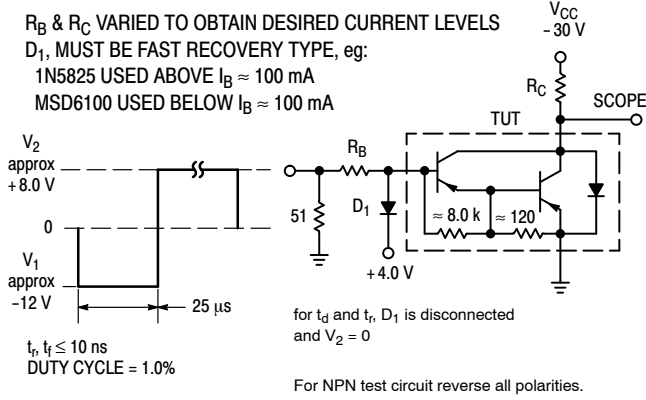 R_B & R_C VARIED TO OBTAIN DESIRED CURRENT LEVELS
D_1, MUST BE FAST RECOVERY TYPE, eg:
1N5825 USED ABOVE I_B ≈ 100 mA
MSD6100 USED BELOW I_B ≈ 100 mA
V_CC
– 30 V
R_C
SCOPE
TUT
V_2
approx
+8.0 V
0
V_1
approx
–12 V
25 µs
t_r, t_f ≤ 10 ns
DUTY CYCLE = 1.0%
R_B
51
D_1
+4.0 V
≈ 8.0 k
≈ 120
for t_d and t_r, D_1 is disconnected
and V_2 = 0
For NPN test circuit reverse all polarities.